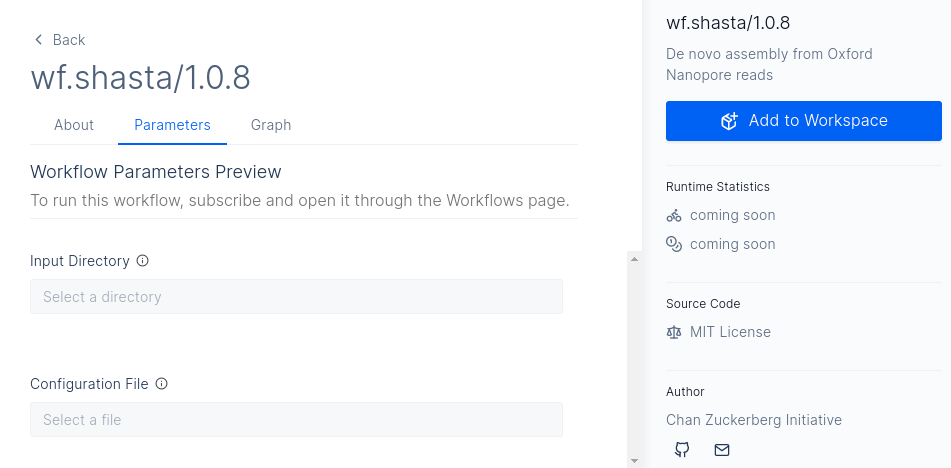 Back
wf.shasta/1.0.8
About
Parameters
Graph
Workflow Parameters Preview
To run this workflow, subscribe and open it through the Workflows page.
Input Directory
Select a directory
Configuration File
Select a file
wf.shasta/1.0.8
De novo assembly from Oxford
Nanopore reads
Add to Workspace
Runtime Statistics
coming soon
coming soon
Source Code
MIT License
Author
Chan Zuckerberg Initiative